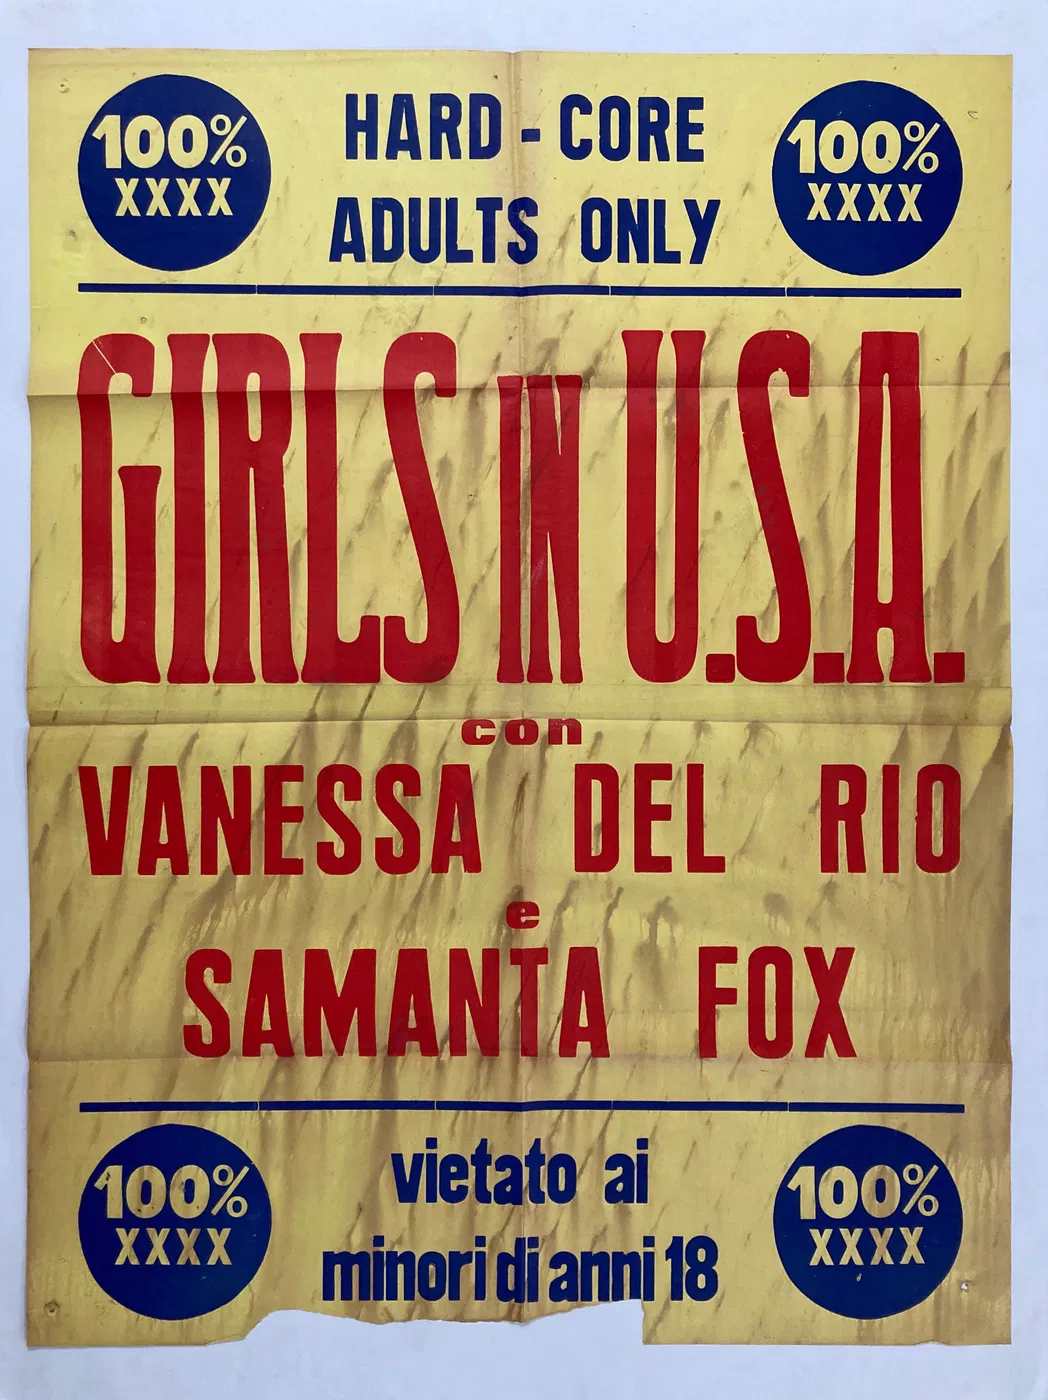 100%
XXXX
HARD-CORE
ADULTS ONLY
100%
XXXX
GIRLS IN U.S.A.
con
VANESSA DEL RIO
e
SAMANTA FOX
100%
XXXX
vietato ai
minori di anni 18
100%
XXXX